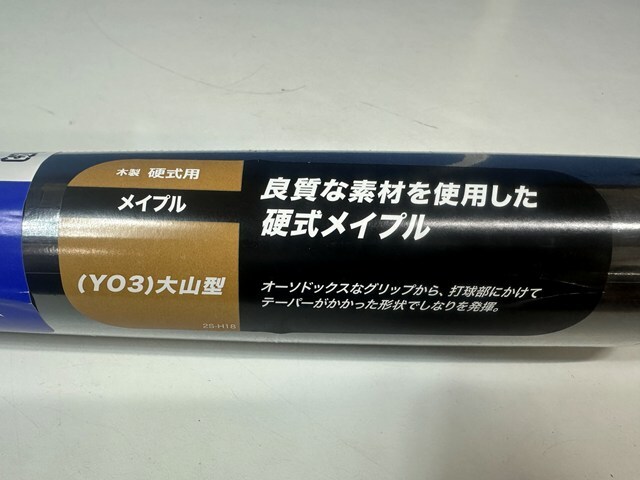 木製 硬式用
メイプル
(YO3)大山型
25-H18
良質な素材を使用した
硬式メイプル
オーソドックスなグリップから、打球部にかけて
テーパーがかかった形状でしなりを発揮。